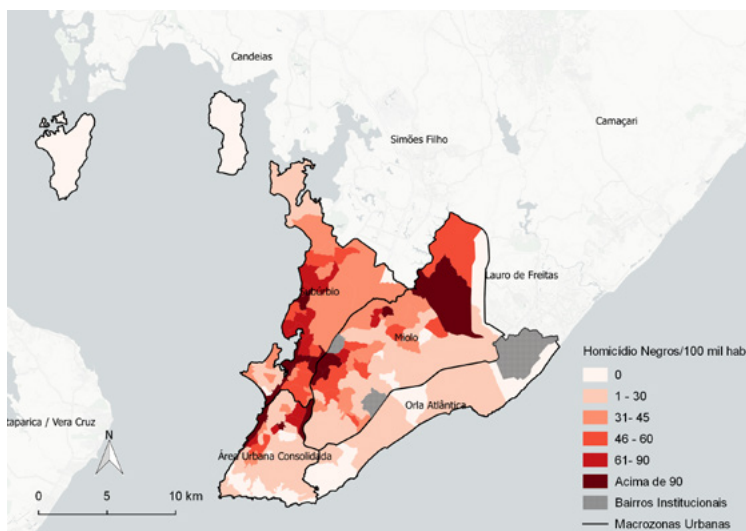 Candeias
Camaçari
Simões Filho
Lauro de Freitas
Subúrbio
Miolo
Orla Atlântica
taparica / Vera Cruz
Área Urbana Consolidada
N
0 5 10 km
Homicídio Negros/100 mil hab
0
1 - 30
31- 45
46 - 60
61- 90
Acima de 90
Bairros Institucionais
Macrozonas Urbanas